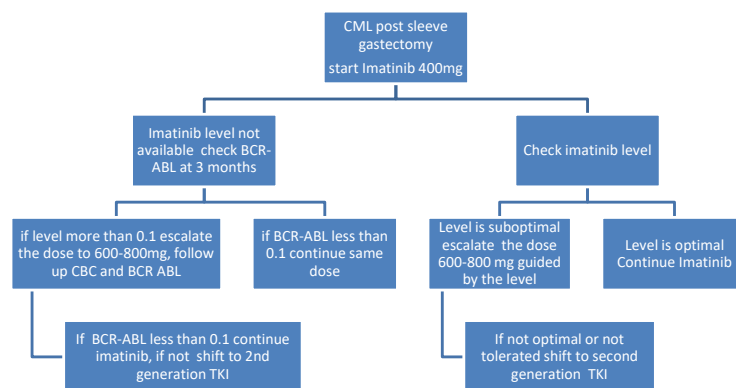 CML post sleeve
gastectomy
start Imatinib 400mg
Imatinib level not
available check BCR-
ABL at 3 months
Check imatinib level
if level more than 0.1 escalate
the dose to 600-800mg, follow
up CBC and BCR ABL
if BCR-ABL less than
0.1 continue same
dose
Level is suboptimal
escalate the dose
600-800 mg guided
by the level
Level is optimal
Continue Imatinib
If BCR-ABL less than 0.1 continue
imatinib, if not shift to 2nd
generation TKI
If not optimal or not
tolerated shift to second
generation TKI